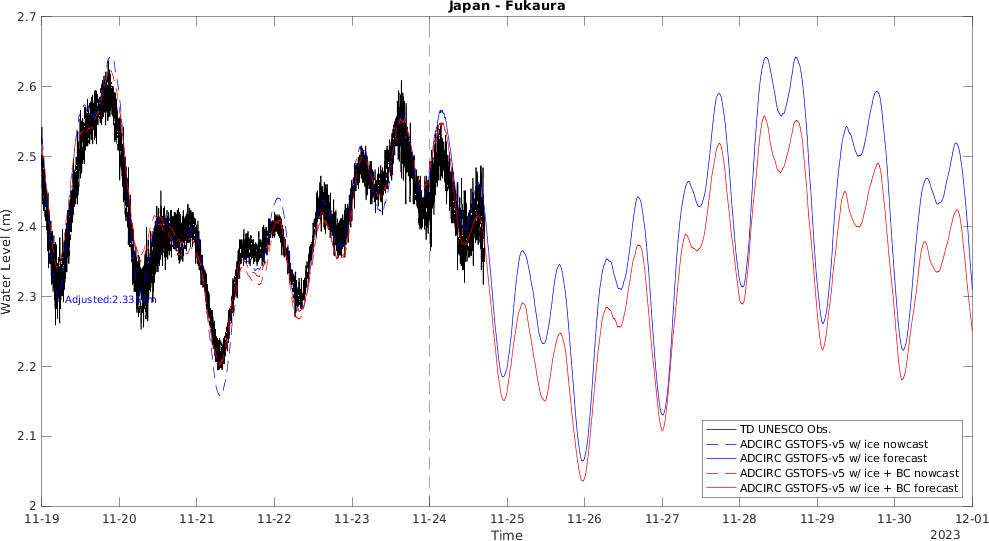 Japan - Fukaura
2.7
2.6
2.5
2.4
2.3
2.2
2.1
2
Water Level (m)
11-19 11-20 11-21 11-22 11-23 11-24 11-25 11-26 11-27 11-28 11-29 11-30 12-01
Time
2023
TD UNESCO Obs.
ADCIRC GSTOFS-v5 w/ ice nowcast
ADCIRC GSTOFS-v5 w/ ice forecast
ADCIRC GSTOFS-v5 w/ ice + BC nowcast
ADCIRC GSTOFS-v5 w/ ice + BC forecast